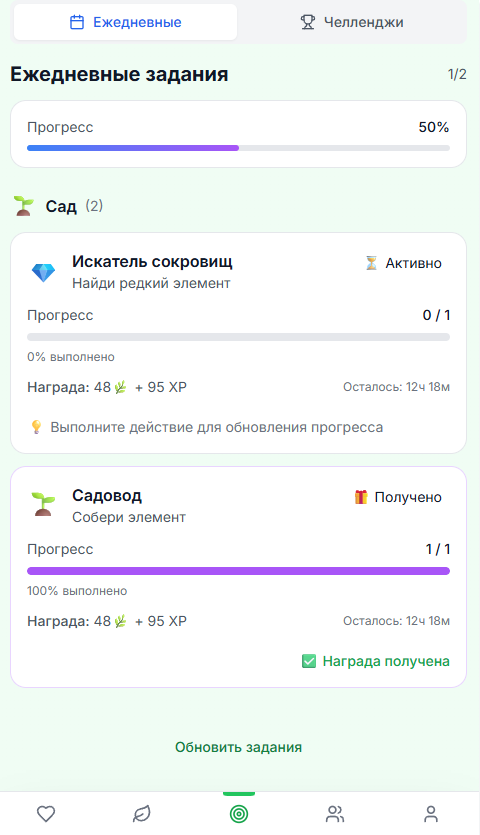 Ежедневные
Челленджи
Ежедневные задания
1/2
Прогресс
50%
Сад (2)
Искатель сокровищ
Активно
Найди редкий элемент
Прогресс
0 / 1
0% выполнено
Награда: 48🌿 + 95 XP
Осталось: 12ч 18м
Выполните действие для обновления прогресса
Садовод
Получено
Собери элемент
Прогресс
1 / 1
100% выполнено
Награда: 48🌿 + 95 XP
Осталось: 12ч 18м
Награда получена
Обновить задания